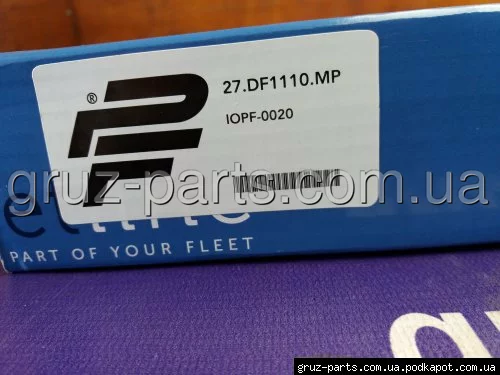 27.DF1110.MP
®
IOPF-0020
gruz-parts.com.ua
PART OF YOUR FLEET
gruz-parts.com.ua.podkapot.com.ua